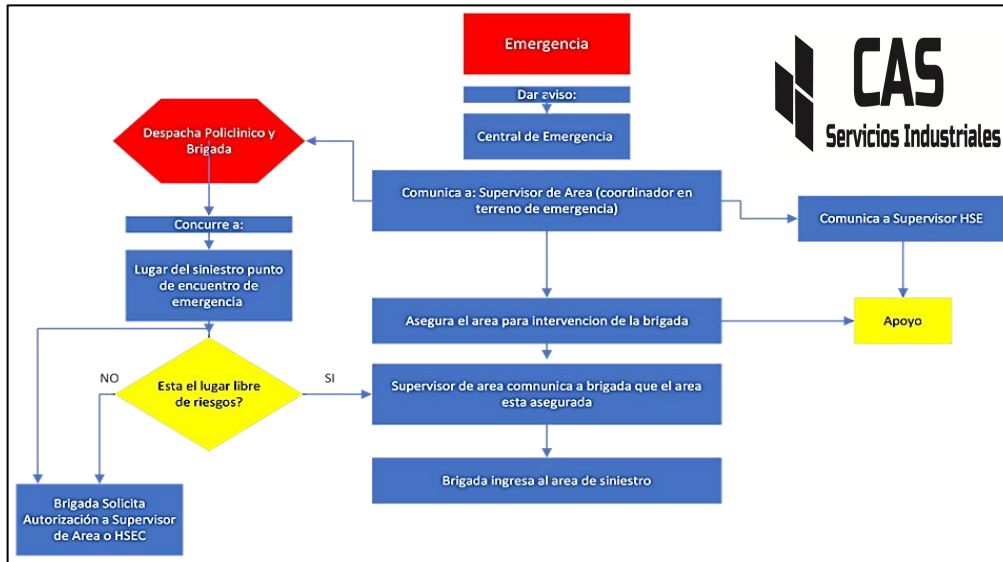 Emergencia
CAS
Servicios Industriales
Dar aviso:
Central de Emergencia
Despacha Policlinico y
Brigada
Comunica a: Supervisor de Area (coordinador en
terreno de emergencia)
Comunica a Supervisor HSE
Concurre a:
Lugar del siniestro punto
de encuentro de
emergencia
Asegura el area para intervencion de la brigada
Apoyo
NO
Esta el lugar libre
de riesgos?
SI
Supervisor de area comnunica a brigada que el area
esta asegurada
Brigada ingresa al area de siniestro
Brigada Solicita
Autorización a Supervisor
de Area o HSEC